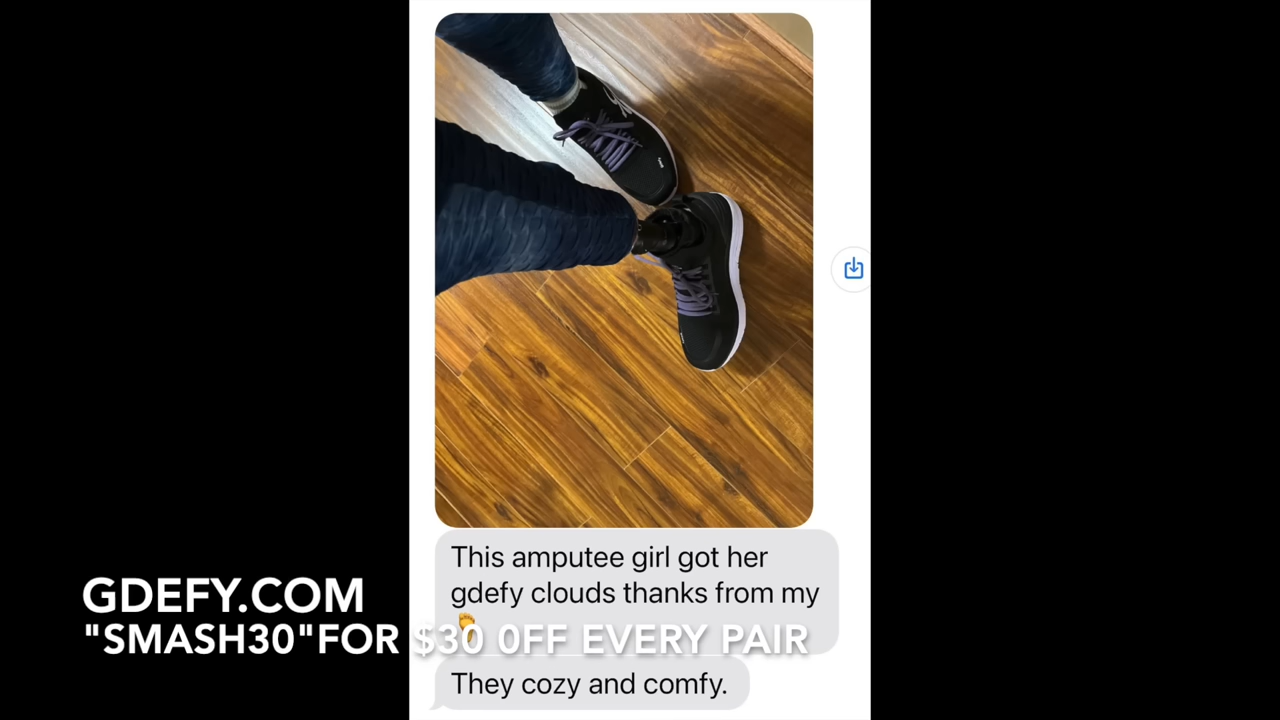 This amputee girl got her
gdefy clouds thanks from my
🦶
They cozy and comfy.
GDEFY.COM
"SMASH30"FOR $30 0FF EVERY PAIR